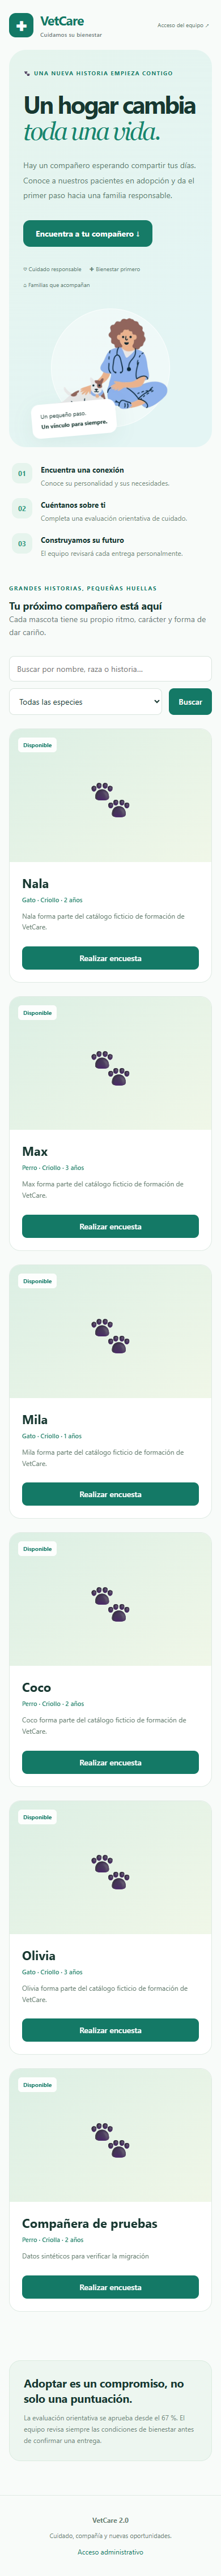 VetCare
Cuidamos su bienestar
Acceso del equipo ↗
🐾 UNA NUEVA HISTORIA EMPIEZA CONTIGO
Un hogar cambia
toda una vida.
Hay un compañero esperando compartir tus días.
Conoce a nuestros pacientes en adopción y da el
primer paso hacia una familia responsable.
Encuentra a tu compañero ↓
♡ Cuidado responsable ✚ Bienestar primero
⌂ Familias que acompañan
Un pequeño paso.
Un vínculo para siempre.
01 Encuentra una conexión
Conoce su personalidad y sus necesidades.
02 Cuéntanos sobre ti
Completa una evaluación orientativa de cuidado.
03 Construyamos su futuro
El equipo revisará cada entrega personalmente.
GRANDES HISTORIAS, PEQUEÑAS HUELLAS
Tu próximo compañero está aquí
Cada mascota tiene su propio ritmo, carácter y forma de
dar cariño.
Buscar por nombre, raza o historia...
Todas las especies
Buscar
Disponible
Nala
Gato · Criollo · 2 años
Nala forma parte del catálogo ficticio de formación de
VetCare.
Realizar encuesta
Disponible
Max
Perro · Criollo · 3 años
Max forma parte del catálogo ficticio de formación de
VetCare.
Realizar encuesta
Disponible
Mila
Gato · Criollo · 1 años
Mila forma parte del catálogo ficticio de formación de
VetCare.
Realizar encuesta
Disponible
Coco
Perro · Criollo · 2 años
Coco forma parte del catálogo ficticio de formación de
VetCare.
Realizar encuesta
Disponible
Olivia
Gato · Criollo · 3 años
Olivia forma parte del catálogo ficticio de formación de
VetCare.
Realizar encuesta
Disponible
Compañera de pruebas
Perro · Criolla · 2 años
Datos sintéticos para verificar la migración
Realizar encuesta
Adoptar es un compromiso, no
solo una puntuación.
La evaluación orientativa se aprueba desde el 67 %. El
equipo revisa siempre las condiciones de bienestar antes
de confirmar una entrega.
VetCare 2.0
Cuidado, compañía y nuevas oportunidades.
Acceso administrativo